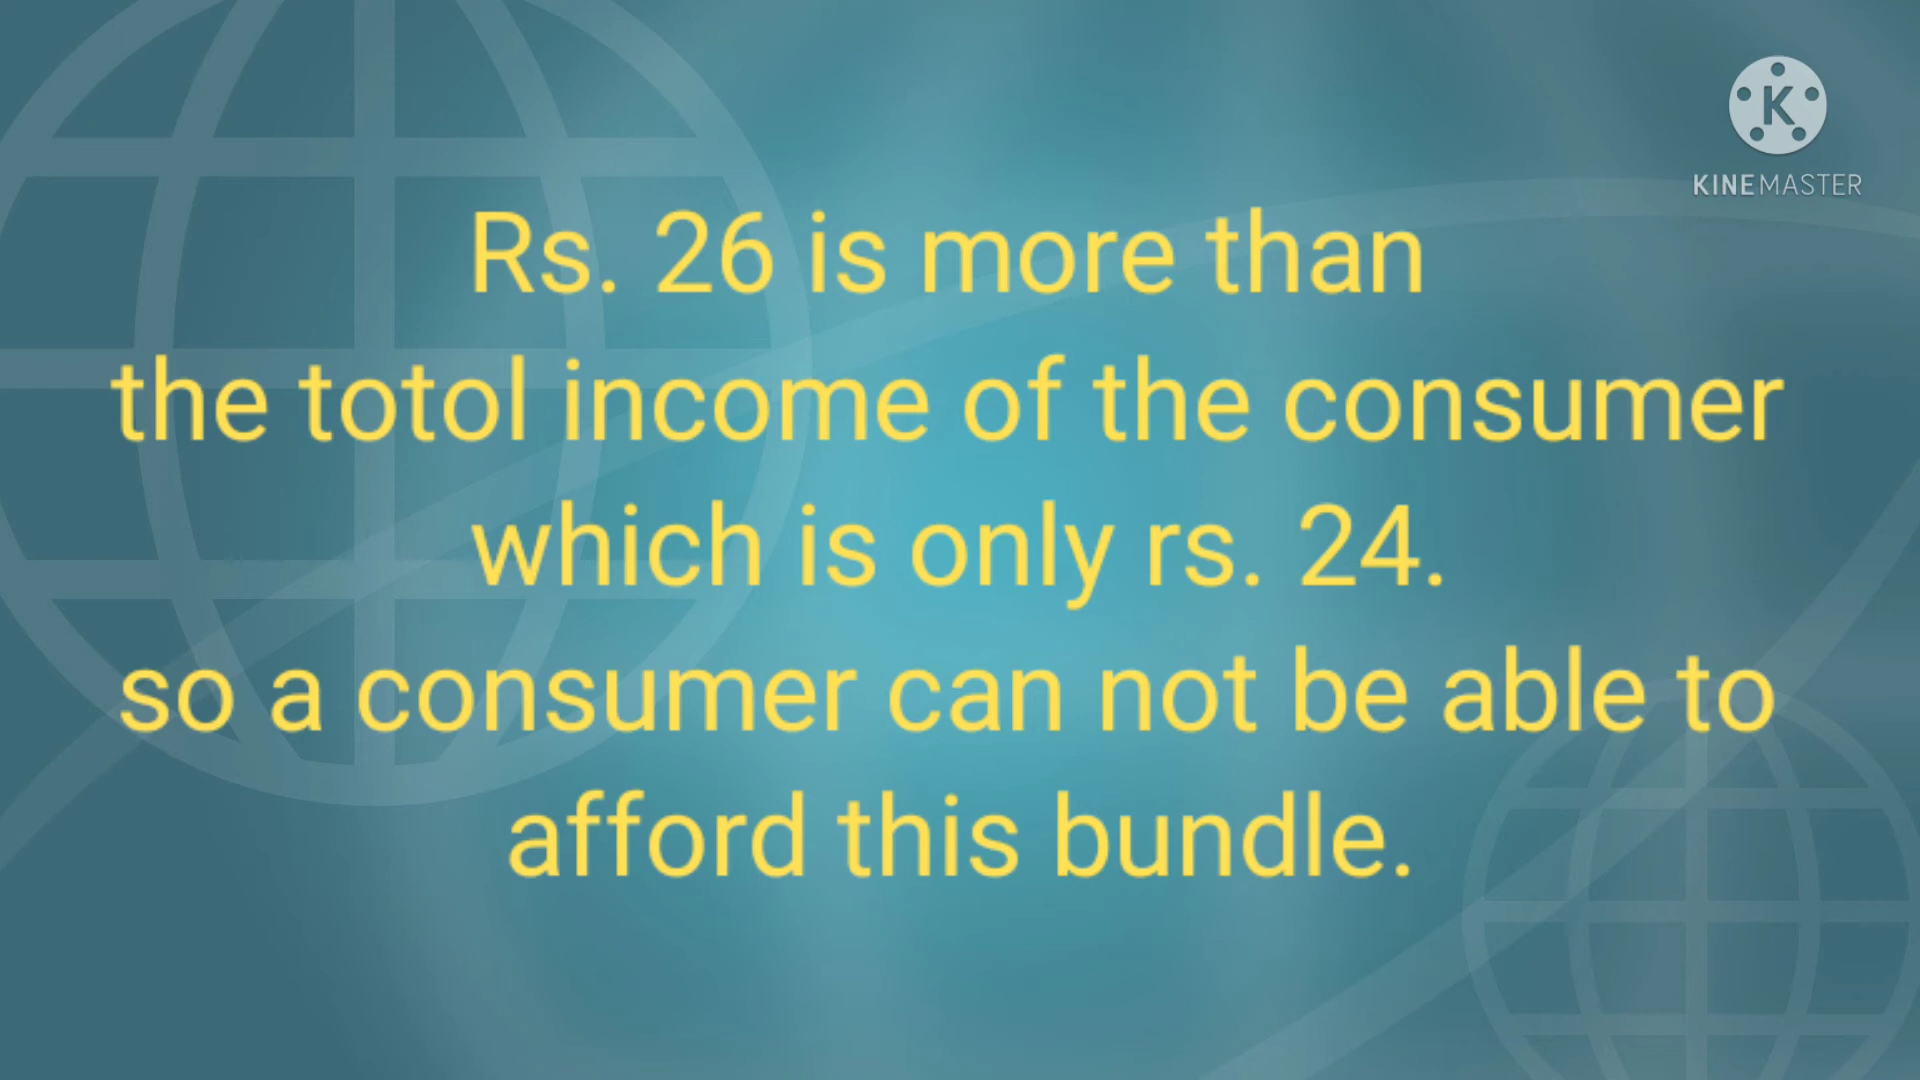 K
KINEMASTER
Rs. 26 is more than
the totol income of the consumer
which is only rs. 24.
so a consumer can not be able to
afford this bundle.